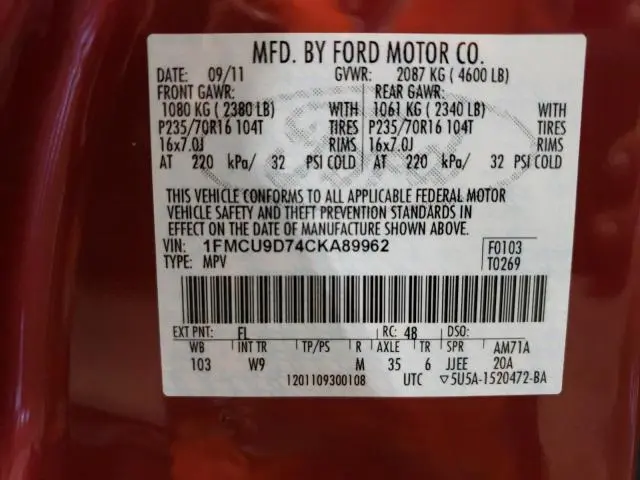 MFD. BY FORD MOTOR CO.
DATE: 09/11 GVWR: 2087 KG ( 4600 LB)
FRONT GAWR: REAR GAWR:
1080 KG ( 2380 LB) WITH 1061 KG ( 2340 LB) WITH
P235/70R16 104T TIRES P235/70R16 104T TIRES
16x7.0J RIMS 16x7.0J RIMS
AT 220 kPa/ 32 PSI COLD AT 220 kPa/ 32 PSI COLD
THIS VEHICLE CONFORMS TO ALL APPLICABLE FEDERAL MOTOR
VEHICLE SAFETY AND THEFT PREVENTION STANDARDS IN
EFFECT ON THE DATE OF MANUFACTURE SHOWN ABOVE.
VIN: 1FMCU9D74CKA89962 F0103
TYPE: MPV T0269
EXT PNT: FL RC: 48 DSO:
WB INT TR TP/PS R AXLE TR SPR AM71A
103 W9 M 35 6 JJEE 20A
1201109300108 UTC ▽5U5A-1520472-BA